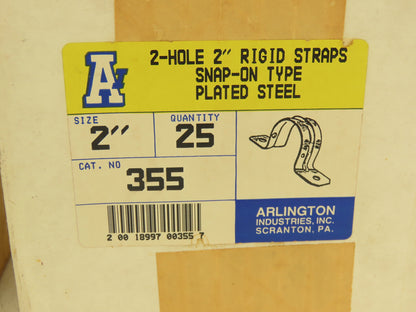 A
2-HOLE 2" RIGID STRAPS
SNAP-ON TYPE
PLATED STEEL
SIZE
2"
QUANTITY
25
CAT. NO
355
2 00 18997 00355 7
ARLINGTON
INDUSTRIES, INC.
SCRANTON, PA.